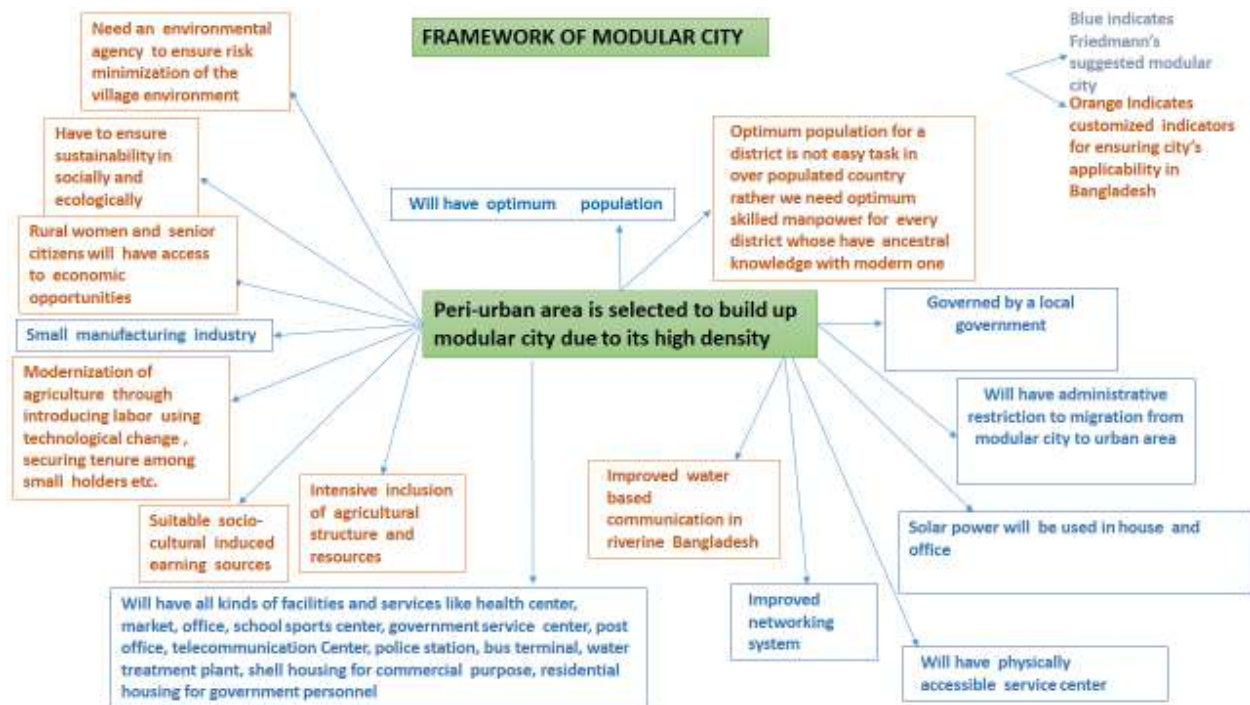 FRAMEWORK OF MODULAR CITY
Blue indicates
Friedmann's
suggested modular
city
Orange Indicates
customized indicators
for ensuring city's
applicability in
Bangladesh
Need an environmental
agency to ensure risk
minimization of the
village environment
Have to ensure
sustainability in
socially and
ecologically
Rural women and senior
citizens will have access
to economic
opportunities
Small manufacturing industry
Modernization of
agriculture through
introducing labor using
technological change ,
securing tenure among
small holders etc.
Suitable socio-
cultural induced
earning sources
Intensive inclusion
of agricultural
structure and
resources
Will have optimum population
Optimum population for a
district is not easy task in
over populated country
rather we need optimum
skilled manpower for every
district whose have ancestral
knowledge with modern one
Peri-urban area is selected to build up
modular city due to its high density
Governed by a local
government
Will have administrative
restriction to migration from
modular city to urban area
Solar power will be used in house and
office
Will have physically
accessible service center
Improved
networking
system
Improved water
based
communication in
riverine Bangladesh
Will have all kinds of facilities and services like health center,
market, office, school sports center, government service center, post
office, telecommunication Center, police station, bus terminal, water
treatment plant, shell housing for commercial purpose, residential
housing for government personnel